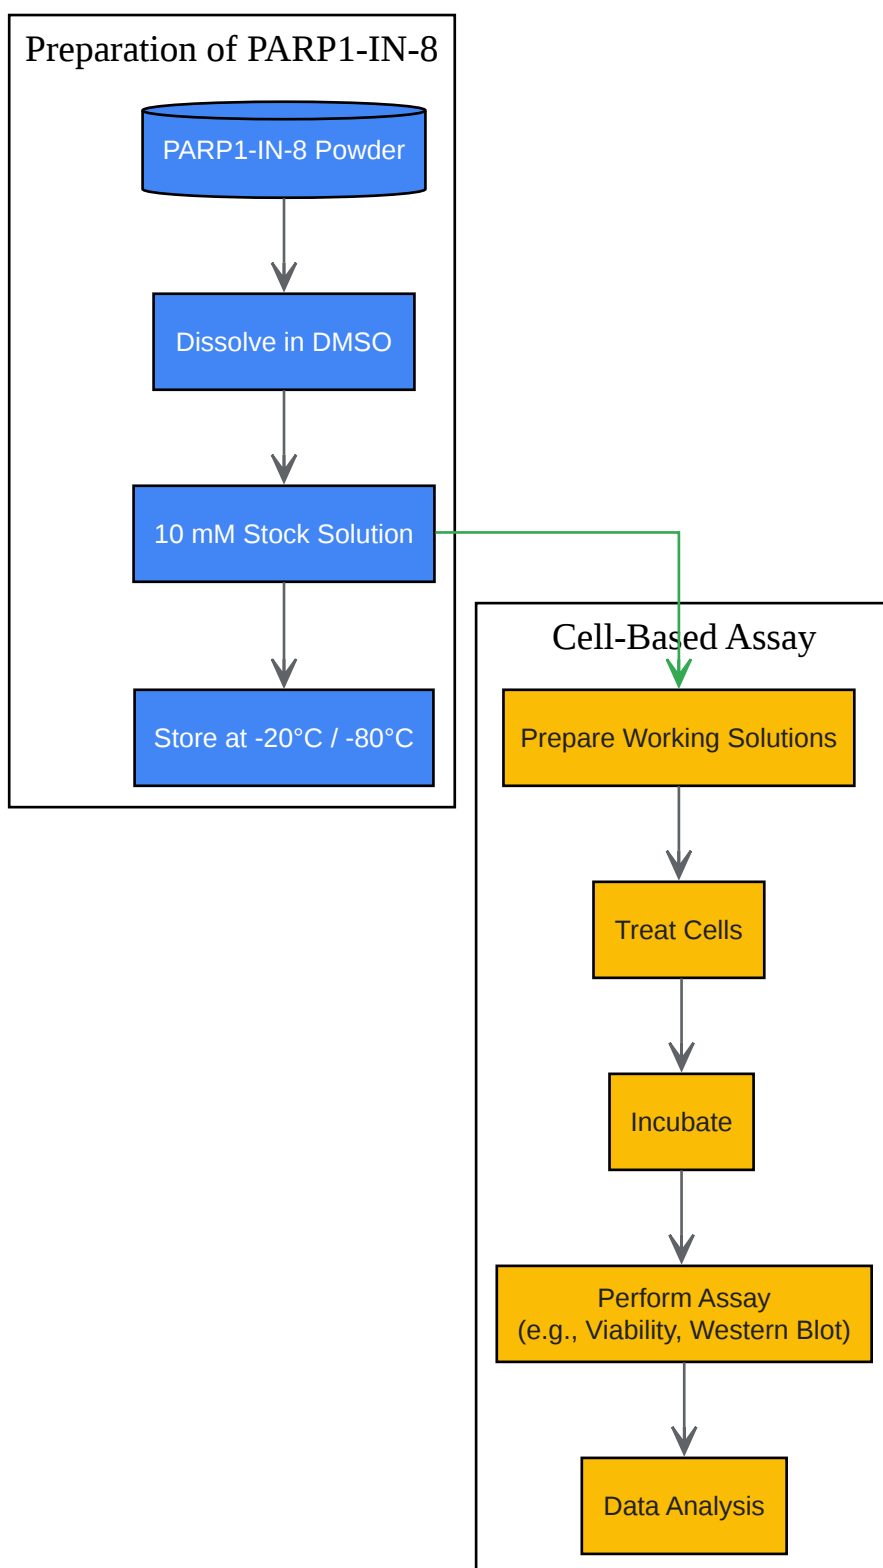 Preparation of PARP1-IN-8
PARP1-IN-8 Powder
Dissolve in DMSO
10 mM Stock Solution
Store at -20°C / -80°C
Cell-Based Assay
Prepare Working Solutions
Treat Cells
Incubate
Perform Assay
(e.g., Viability, Western Blot)
Data Analysis